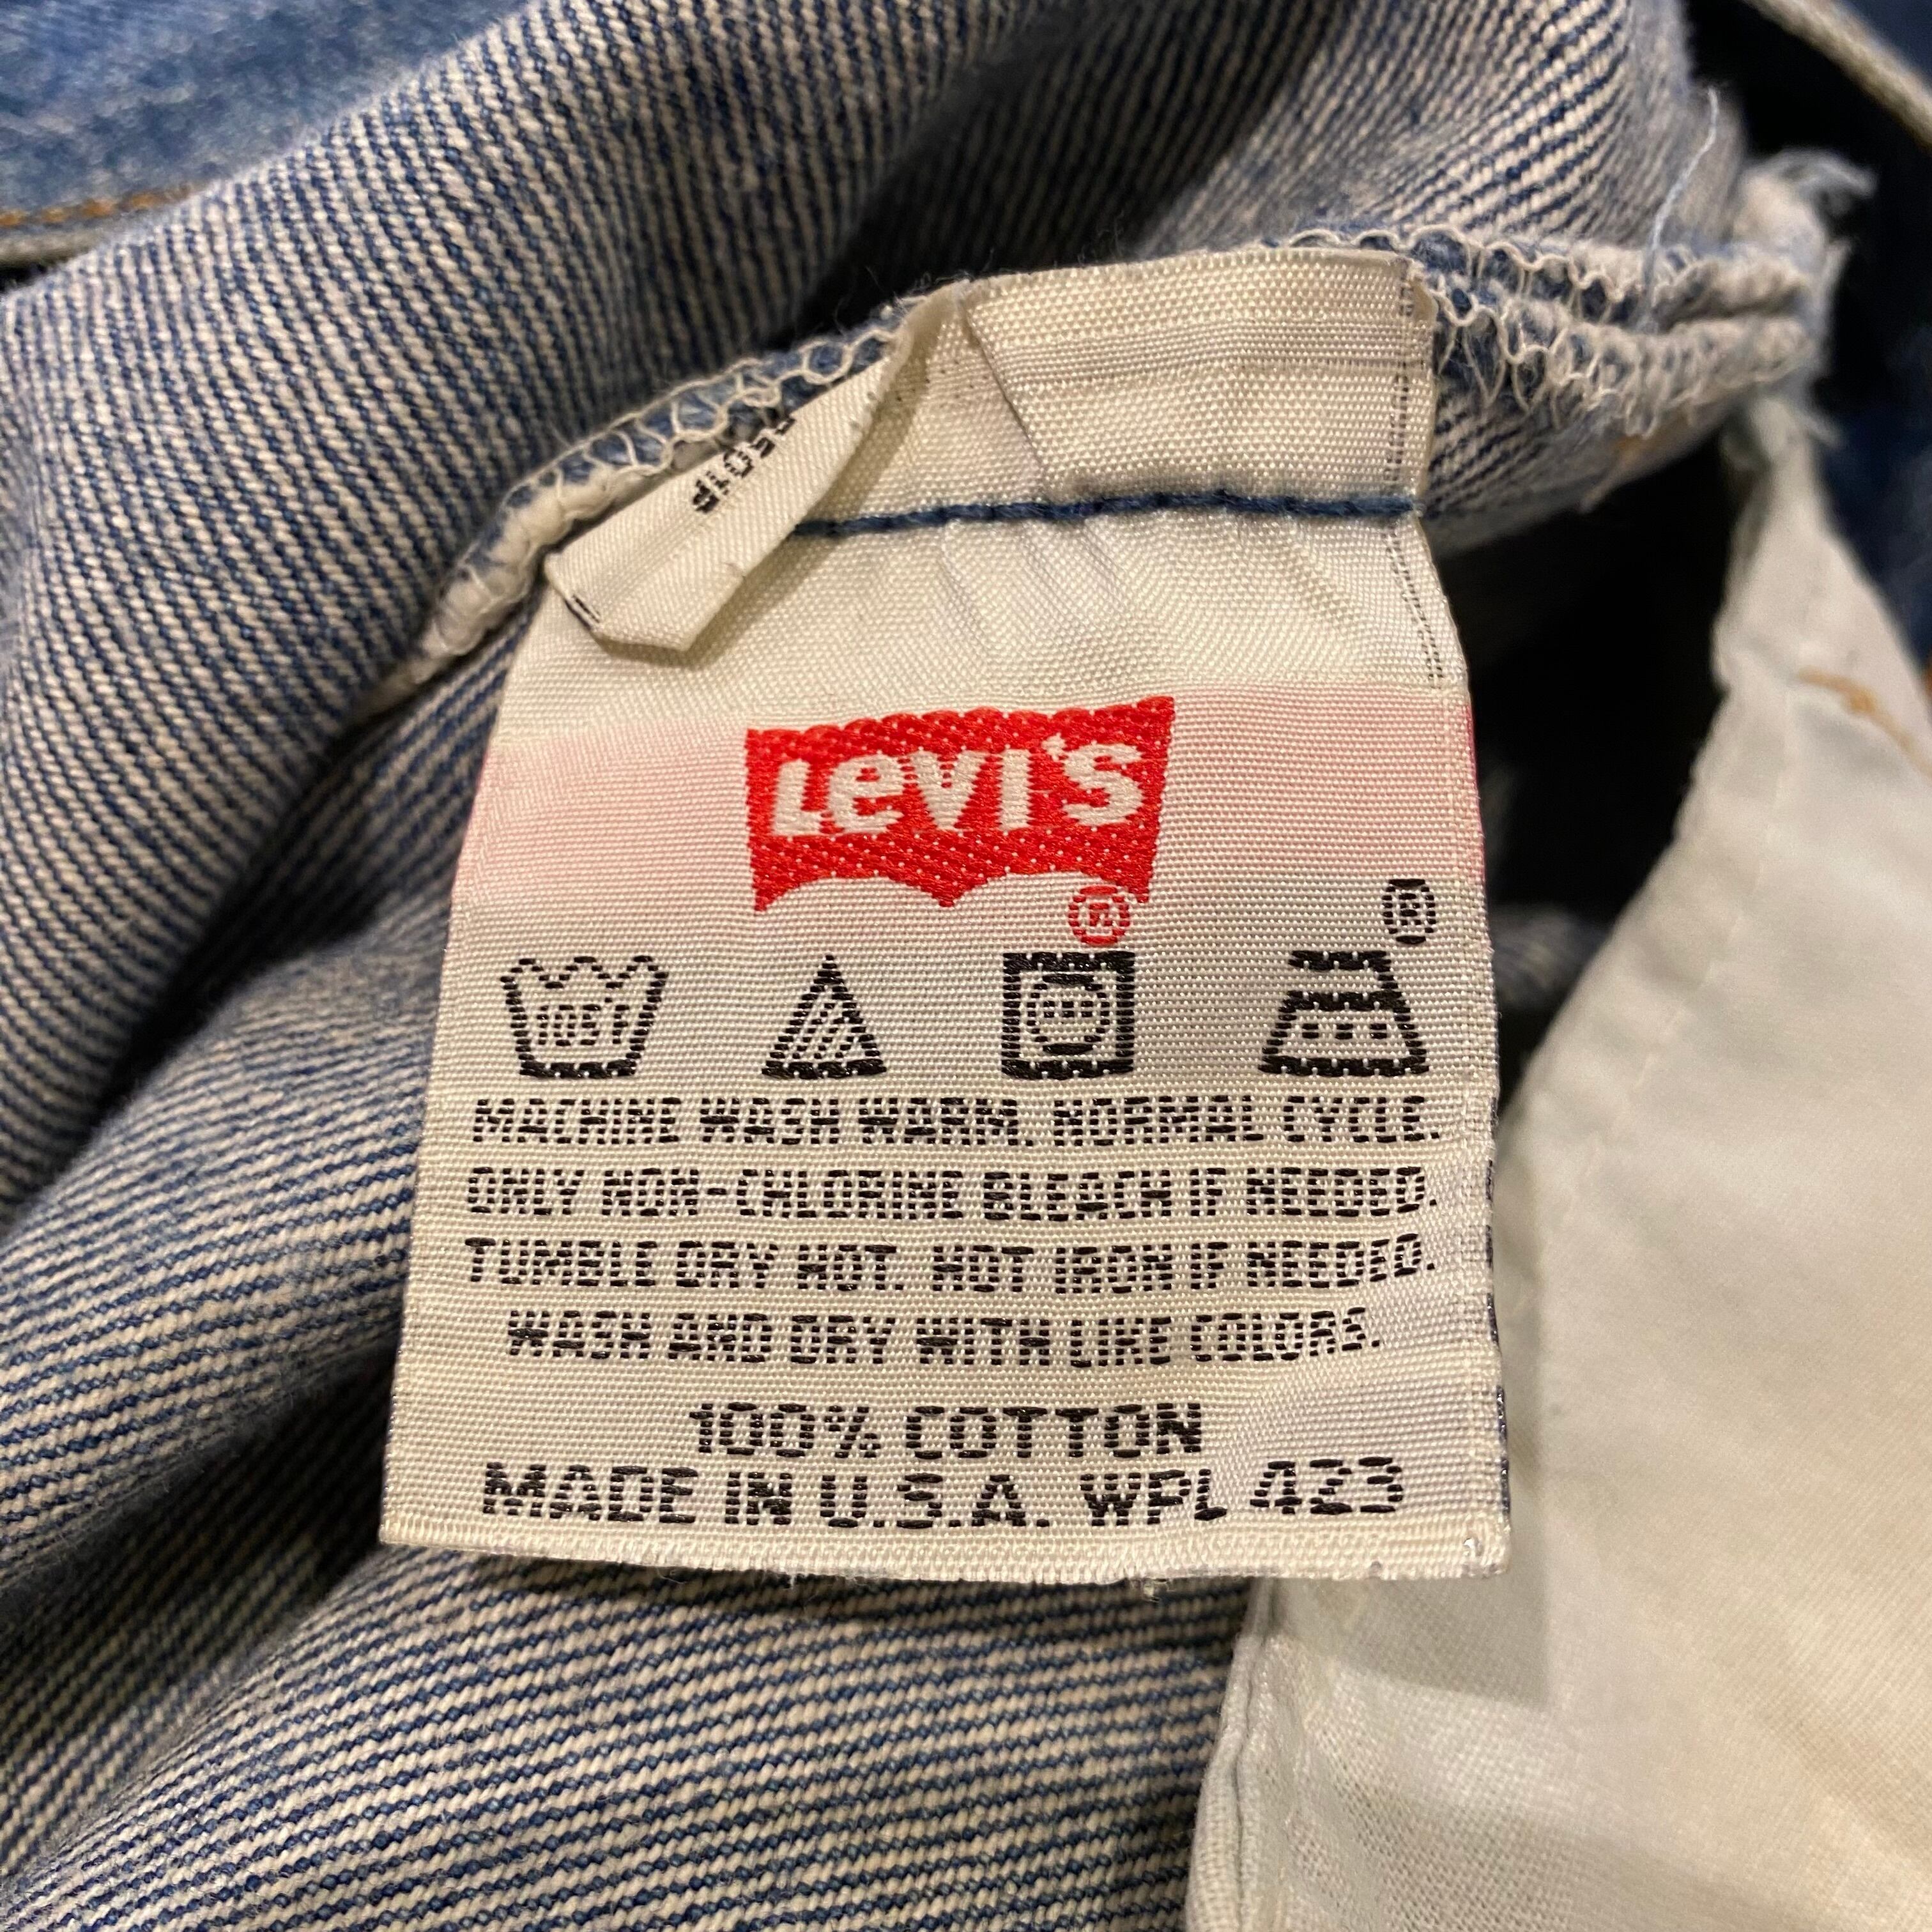 Levi's
®
®
105°F
MACHINE WASH WARM. NORMAL CYCLE.
ONLY NON-CHLORINE BLEACH IF NEEDED.
TUMBLE DRY HOT. HOT IRON IF NEEDED.
WASH AND DRY WITH LIKE COLORS.
100% COTTON
MADE IN U.S.A. WPL 423